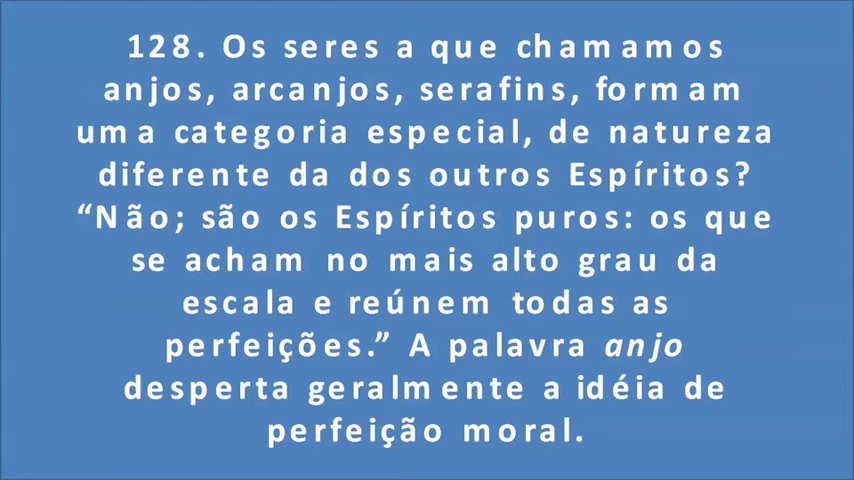 128. Os seres a que chamamos
anjos, arcanjos, serafins, formam
uma categoria especial, de natureza
diferente da dos outros Espíritos?
“Não; são os Espíritos puros: os que
se acham no mais alto grau da
escala e reúnem todas as
perfeições.” A palavra anjo
desperta geralmente a idéia de
perfeição moral.